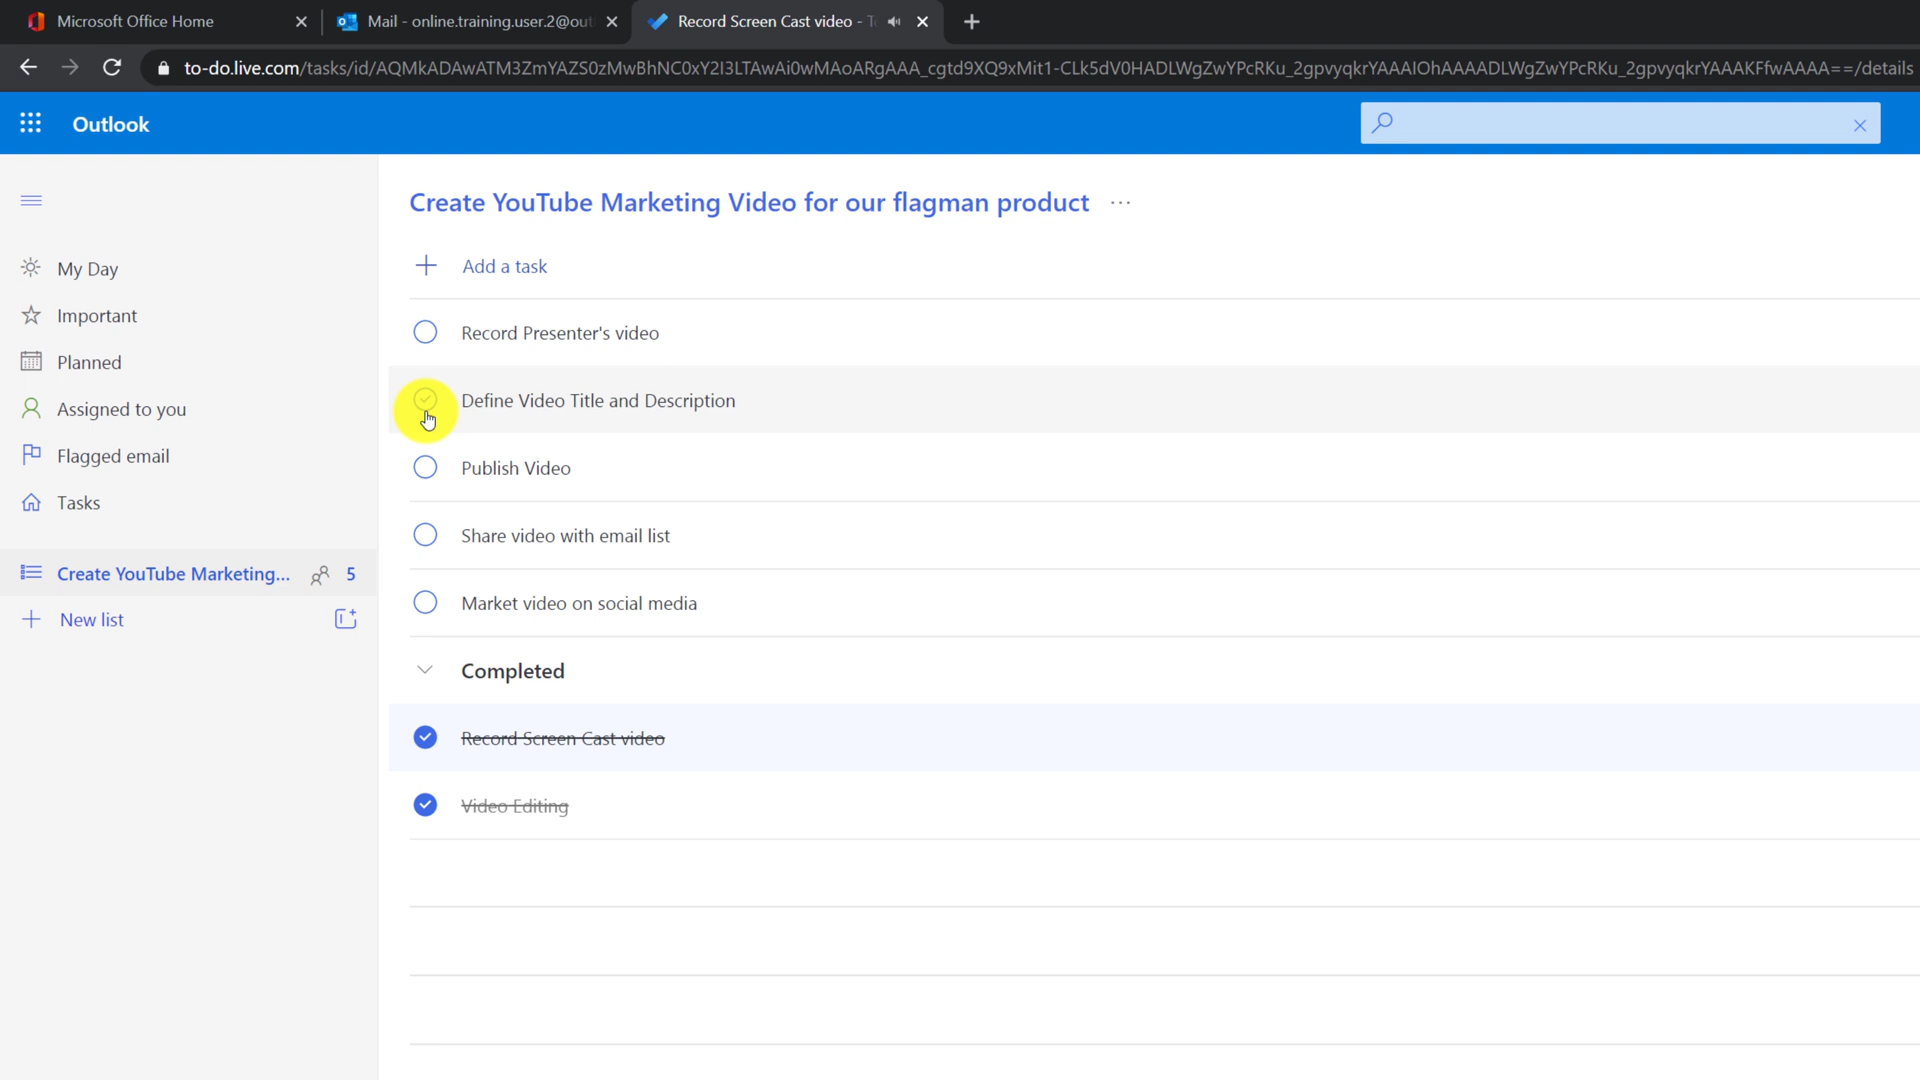 Microsoft Office Home
Mail - online.training.user.2@out
Record Screen Cast video - T
to-do.live.com/tasks/id/AQMkADAwATM3ZmYAZS0zMwBhNC0xY2I3LTAwAi0wMAoARgAAA_cgtd9XQ9xMit1-CLk5dV0HADLWgZwYPcRKu_2gpvyqkrYAAAIOhAAAADLWgZwYPcRKu_2gpvyqkrYAAAKFfwAAAA==/details
Outlook
Create YouTube Marketing Video for our flagman product
My Day
Important
Planned
Assigned to you
Flagged email
Tasks
Create YouTube Marketing... 5
New list
Add a task
Record Presenter's video
Define Video Title and Description
Publish Video
Share video with email list
Market video on social media
Completed
Record Screen Cast video
Video Editing